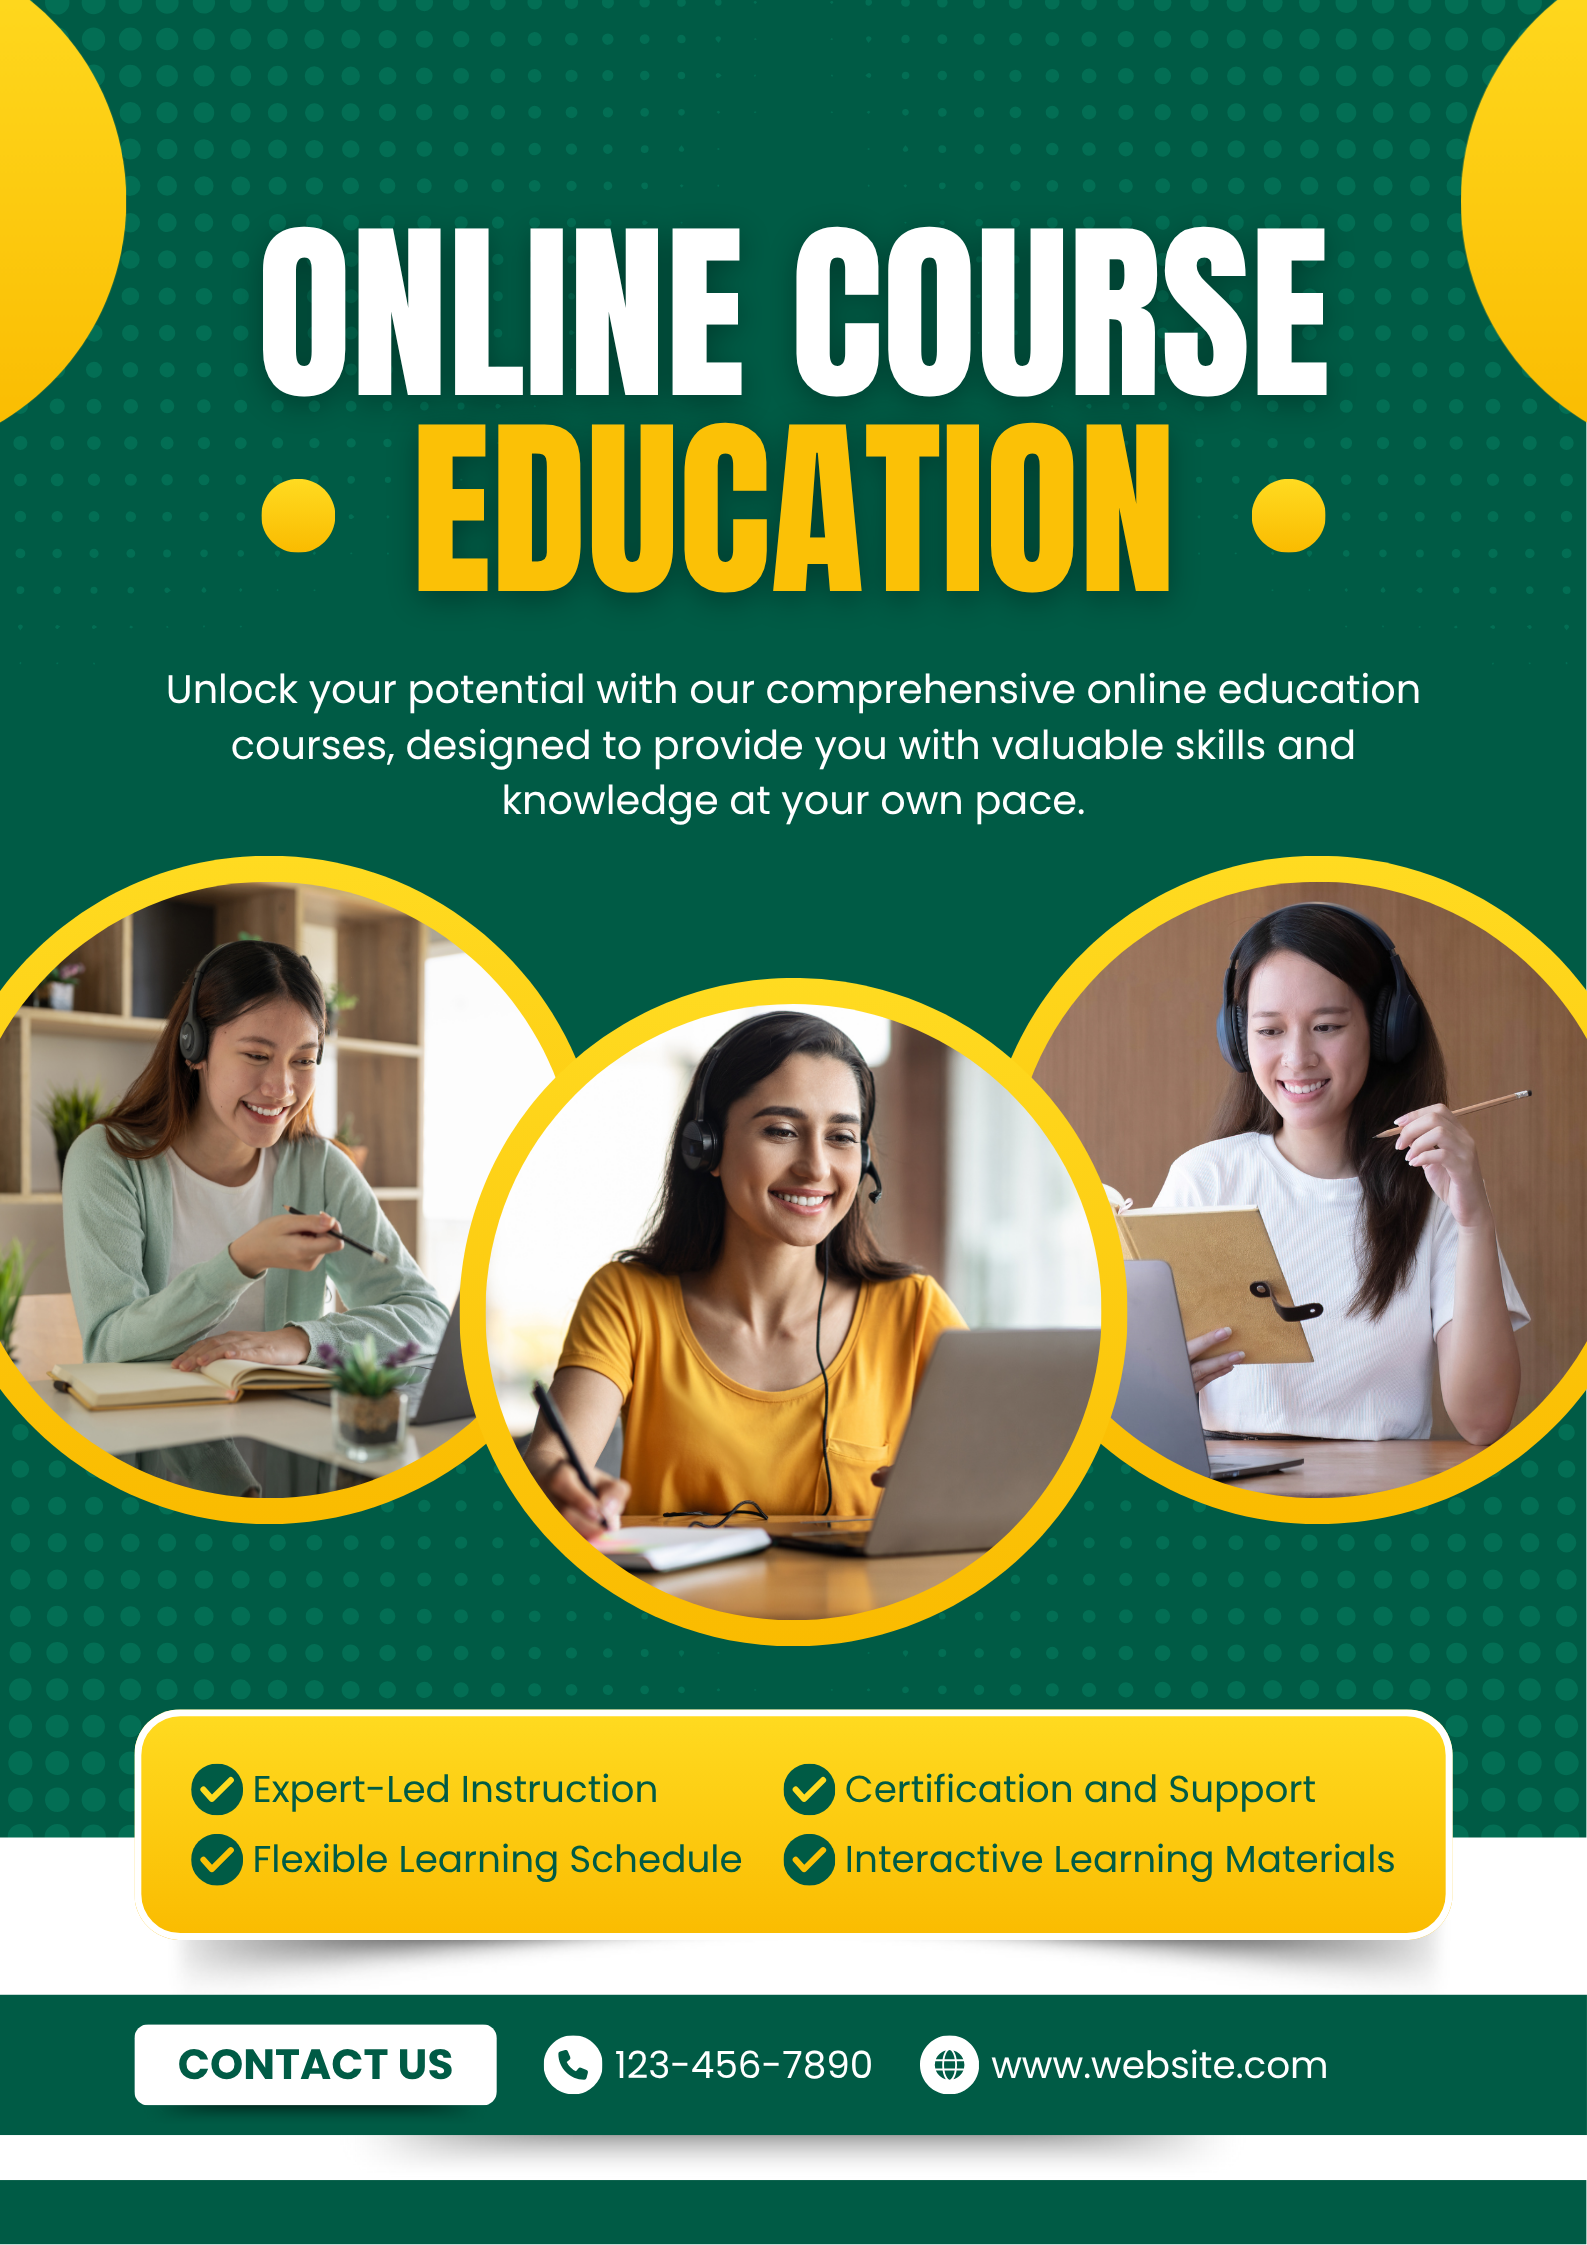 ONLINE COURSE
EDUCATION
Unlock your potential with our comprehensive online education
courses, designed to provide you with valuable skills and
knowledge at your own pace.
Expert-Led Instruction
Flexible Learning Schedule
Certification and Support
Interactive Learning Materials
CONTACT US
123-456-7890
www.website.com